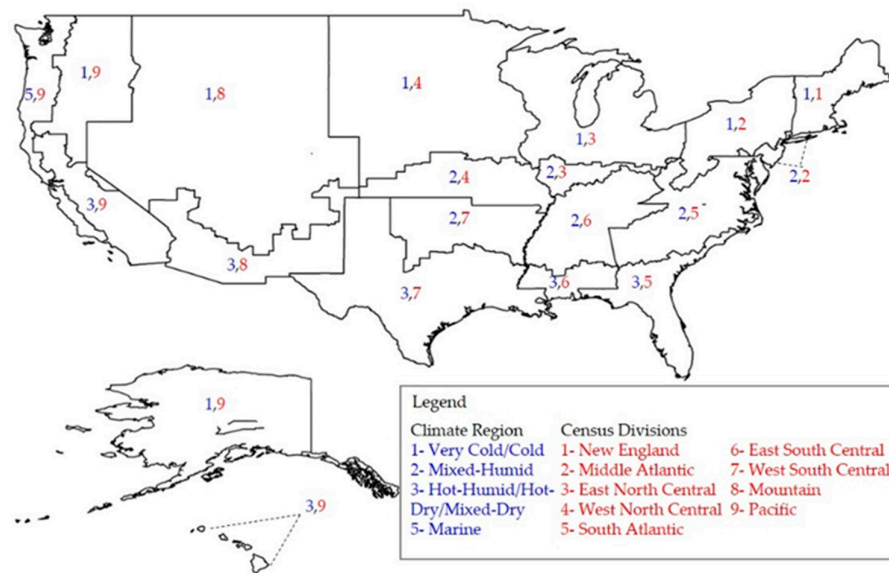 1,9
5,9
1,8
1,4
1,1
1,2
1,3
2,3
2,4
2,2
3,9
2,7
2,6
2,5
3,8
3,7
3,6
3,5
1,9
3,9
Legend
Climate Region Census Divisions
1- Very Cold/Cold 1- New England 6- East South Central
2- Mixed-Humid 2- Middle Atlantic 7- West South Central
3- Hot-Humid/Hot- 3- East North Central 8- Mountain
Dry/Mixed-Dry 4- West North Central 9- Pacific
5- Marine 5- South Atlantic